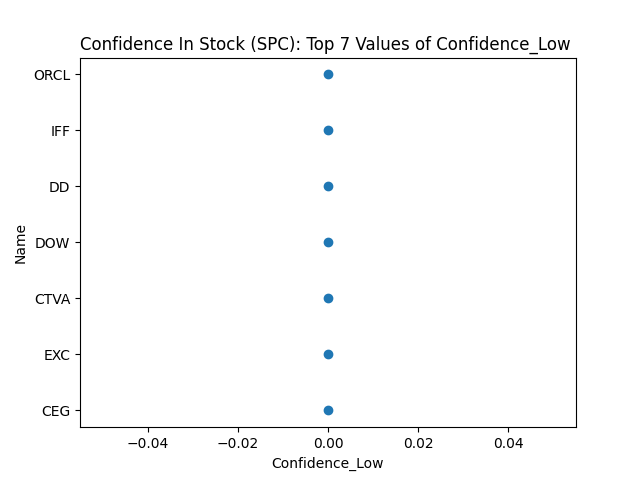 Confidence In Stock (SPC): Top 7 Values of Confidence_Low
ORCL
IFF
DD
DOW
CTVA
EXC
CEG
Name
−0.04 −0.02 0.00 0.02 0.04
Confidence_Low